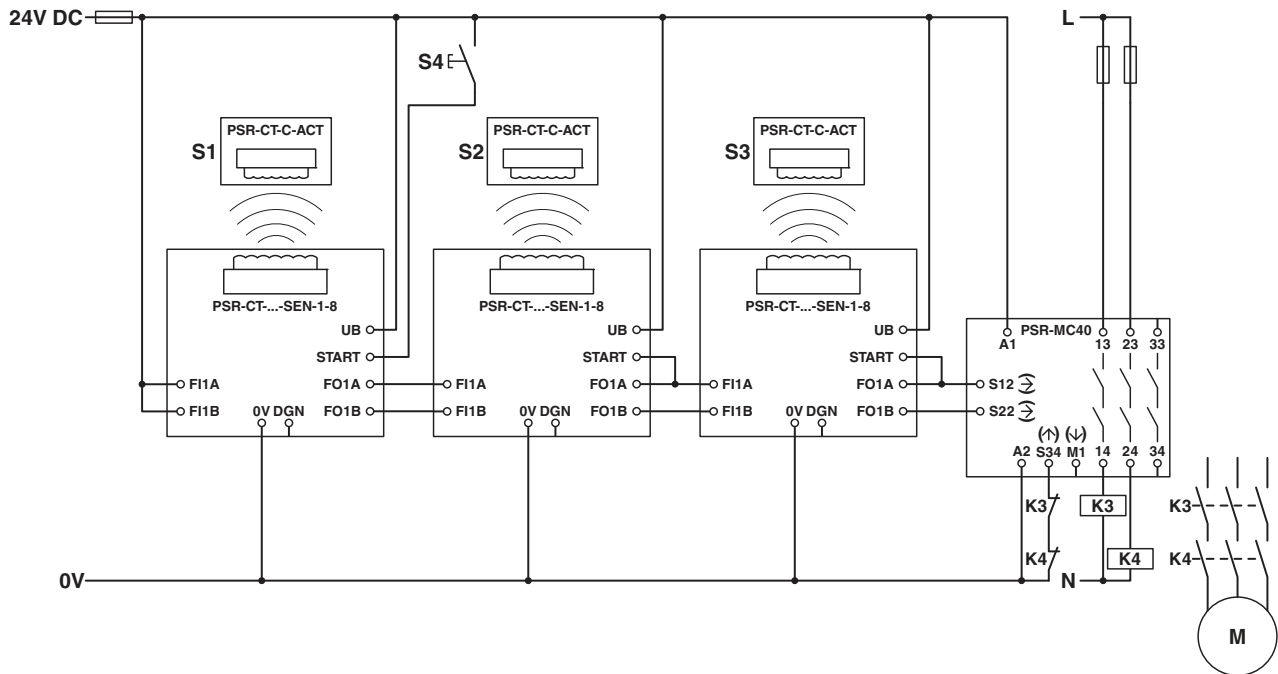 24V DC
L
S4
PSR-CT-C-ACT
S1
PSR-CT-C-ACT
S2
PSR-CT-C-ACT
S3
PSR-CT-...-SEN-1-8
UB
START
FI1A
FO1A
FI1B
0V DGN
FO1B
PSR-CT-...-SEN-1-8
UB
START
FI1A
FO1A
FI1B
0V DGN
FO1B
PSR-CT-...-SEN-1-8
UB
START
FI1A
FO1A
FI1B
0V DGN
FO1B
PSR-MC40
A1
13
23
33
S12
S22
A2
S34
M1
14
24
34
K3
K3
K4
K4
K3
K4
0V
N
M